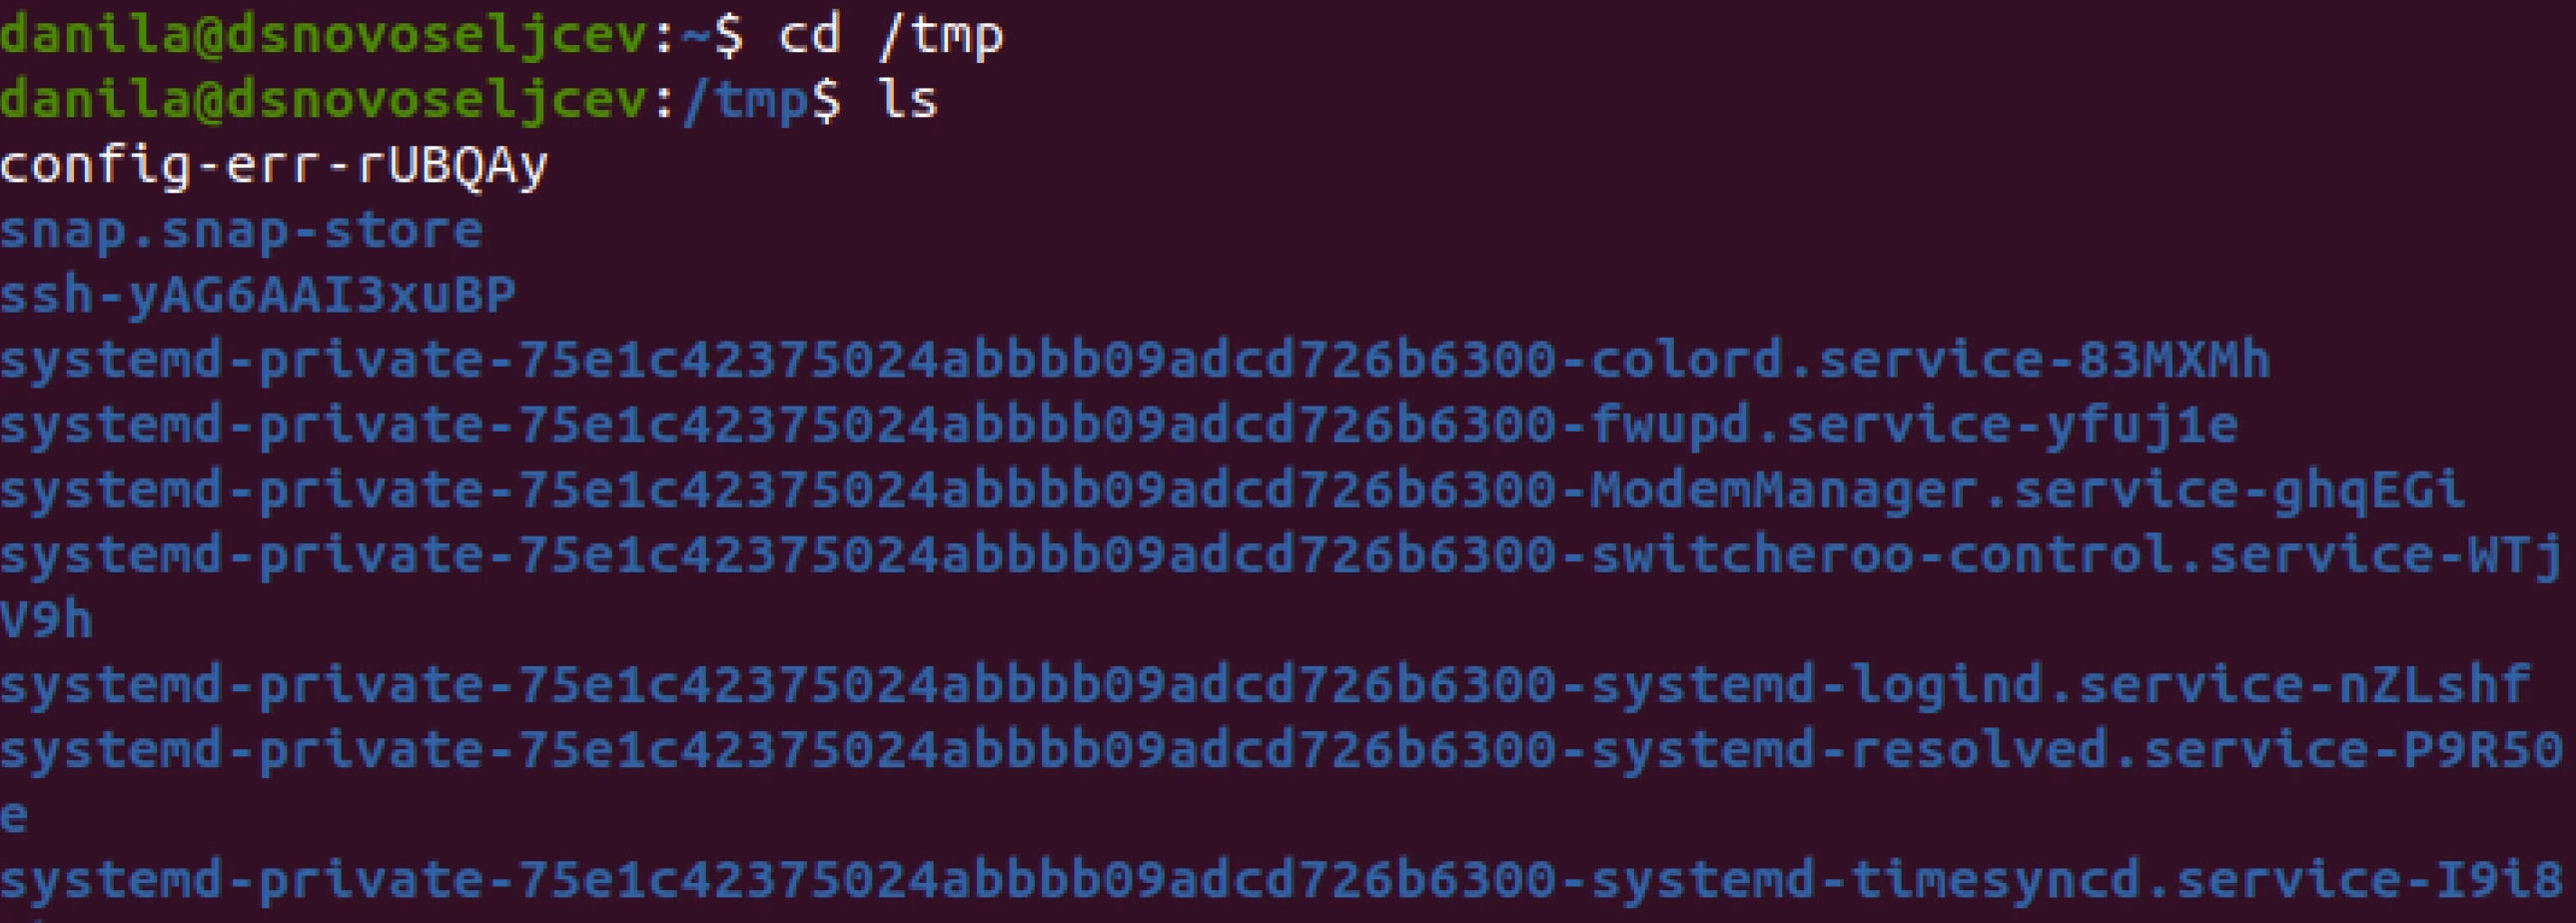 danila@dsnovoseljcev:~$ cd /tmp
danila@dsnovoseljcev:/tmp$ ls
config-err-rUBQAy
snap.snap-store
ssh-yAG6AAI3xuBP
systemd-private-75e1c42375024abbbb09adcd726b6300-colord.service-83MXMh
systemd-private-75e1c42375024abbbb09adcd726b6300-fwupd.service-yfuj1e
systemd-private-75e1c42375024abbbb09adcd726b6300-ModemManager.service-ghqEGi
systemd-private-75e1c42375024abbbb09adcd726b6300-switcheroo-control.service-WTj
V9h
systemd-private-75e1c42375024abbbb09adcd726b6300-systemd-logind.service-nZLshf
systemd-private-75e1c42375024abbbb09adcd726b6300-systemd-resolved.service-P9R50
e
systemd-private-75e1c42375024abbbb09adcd726b6300-systemd-timesyncd.service-I9i8